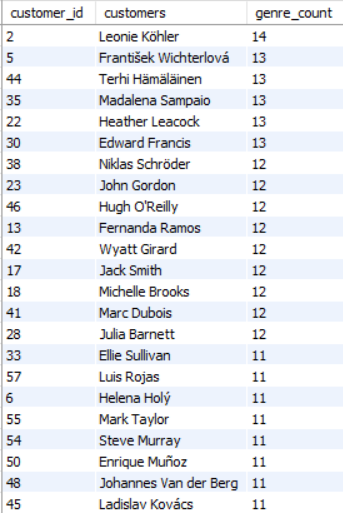 customer_id customers genre_count
2 Leonie Köhler 14
5 František Wichterlová 13
44 Terhi Hämäläinen 13
35 Madalena Sampaio 13
22 Heather Leacock 13
30 Edward Francis 13
38 Niklas Schröder 12
23 John Gordon 12
46 Hugh O'Reilly 12
13 Fernanda Ramos 12
42 Wyatt Girard 12
17 Jack Smith 12
18 Michelle Brooks 12
41 Marc Dubois 12
28 Julia Barnett 12
33 Ellie Sullivan 11
57 Luis Rojas 11
6 Helena Holý 11
55 Mark Taylor 11
54 Steve Murray 11
50 Enrique Muñoz 11
48 Johannes Van der Berg 11
45 Ladislav Kovács 11